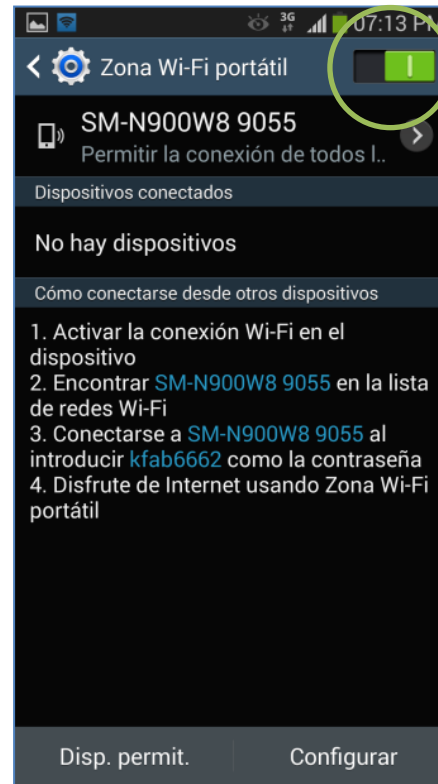 3G 07:13 PM
Zona Wi-Fi portátil
SM-N900W8 9055
Permitir la conexión de todos l..
Dispositivos conectados
No hay dispositivos
Cómo conectarse desde otros dispositivos
1. Activar la conexión Wi-Fi en el
dispositivo
2. Encontrar SM-N900W8 9055 en la lista
de redes Wi-Fi
3. Conectarse a SM-N900W8 9055 al
introducir kfab6662 como la contraseña
4. Disfrute de Internet usando Zona Wi-Fi
portátil
Disp. permit. Configurar